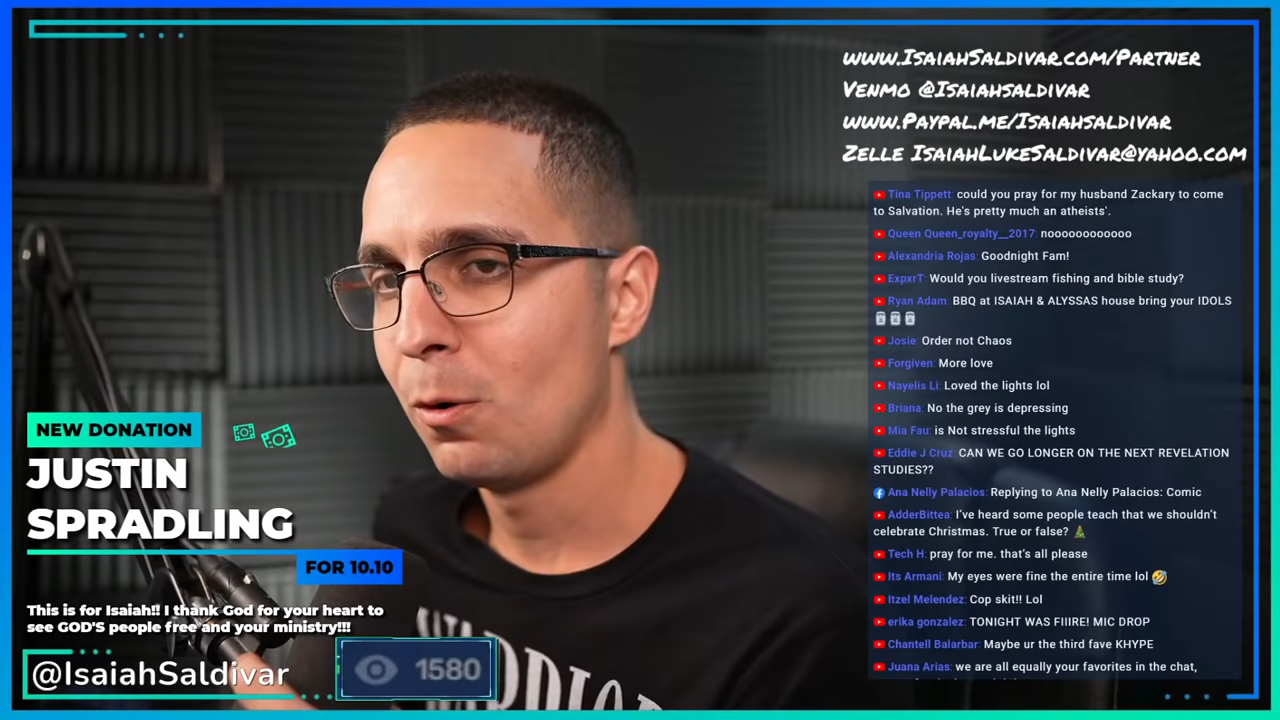 www.IsaiahSaldivar.com/Partner
Venmo @Isaiahsaldivar
www.Paypal.me/Isaiahsaldivar
Zelle IsaiahLukeSaldivar@yahoo.com
Tina Tippett: could you pray for my husband Zackary to come
to Salvation. He's pretty much an atheists'.
Queen Queen_royalty__2017: noooooooooooo
Alexandria Rojas: Goodnight Fam!
ExpxrT: Would you livestream fishing and bible study?
Ryan Adam: BBQ at ISAIAH & ALYSSAS house bring your IDOLS
Josie: Order not Chaos
Forgiven: More love
Nayelis Li: Loved the lights lol
Briana: No the grey is depressing
Mia Fau: is Not stressful the lights
Eddie J Cruz: CAN WE GO LONGER ON THE NEXT REVELATION
STUDIES??
Ana Nelly Palacios: Replying to Ana Nelly Palacios: Comic
AdderBittea: I've heard some people teach that we shouldn't
celebrate Christmas. True or false? 🎄
Tech H: pray for me. that's all please
Its Armani: My eyes were fine the entire time lol 🤣
Itzel Melendez: Cop skit!! Lol
erika gonzalez: TONIGHT WAS FIIIRE! MIC DROP
Chantell Balarbar: Maybe ur the third fave KHYPE
Juana Arias: we are all equally your favorites in the chat,
NEW DONATION
JUSTIN
SPRADLING
FOR 10.10
This is for Isaiah!! I thank God for your heart to
see GOD'S people free and your ministry!!!
@IsaiahSaldivar
1580